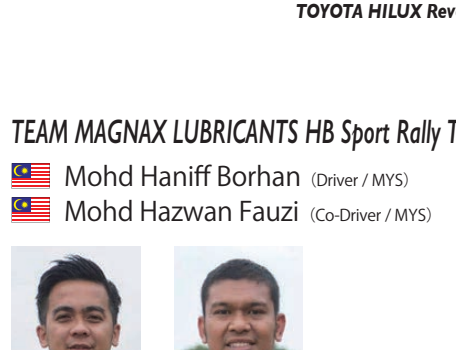 TOYOTA HILUX Rev
TEAM MAGNAX LUBRICANTS HB Sport Rally T
Mohd Haniff Borhan (Driver / MYS)
Mohd Hazwan Fauzi (Co-Driver / MYS)